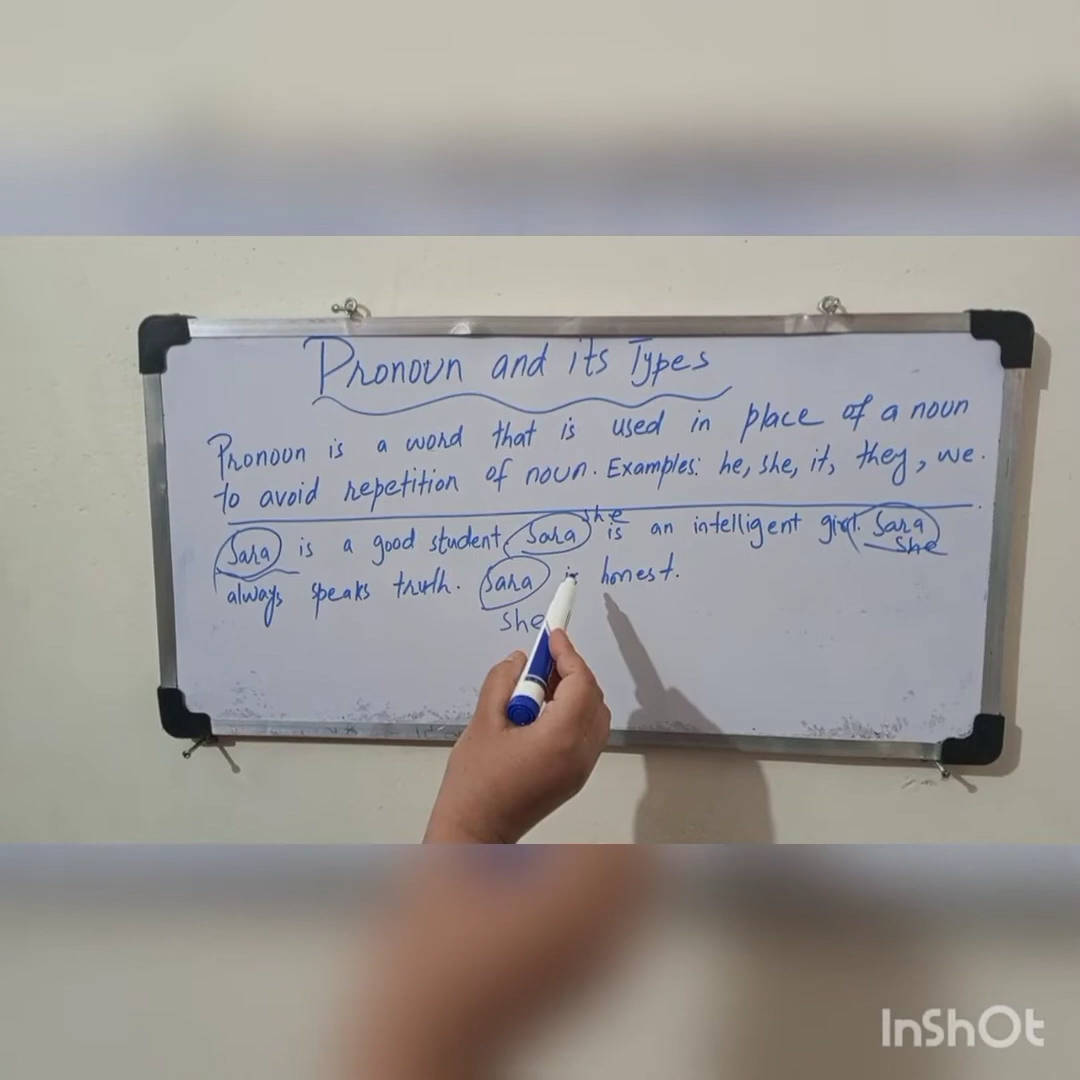 Pronoun and its Types
Pronoun is a word that is used in place of a noun
to avoid repetition of noun. Examples: he, she, it, they, we.
she
Sara is a good student. Sara is an intelligent girl. Sara
she
always speaks truth. Sara is honest.
she
InShOt